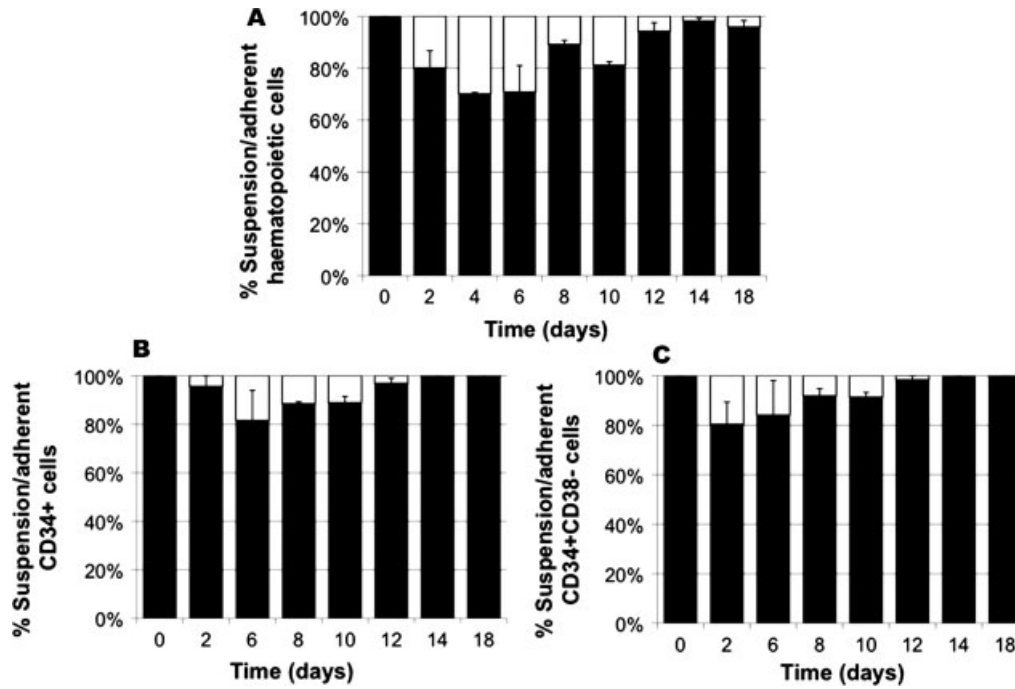 A
% Suspension/adherent
haematopoietic cells
100%
80%
60%
40%
20%
0%
0 2 4 6 8 10 12 14 18
Time (days)
B
% Suspension/adherent
CD34+ cells
100%
80%
60%
40%
20%
0%
0 2 6 8 10 12 14 18
Time (days)
C
% Suspension/adherent
CD34+CD38- cells
100%
80%
60%
40%
20%
0%
0 2 6 8 10 12 14 18
Time (days)